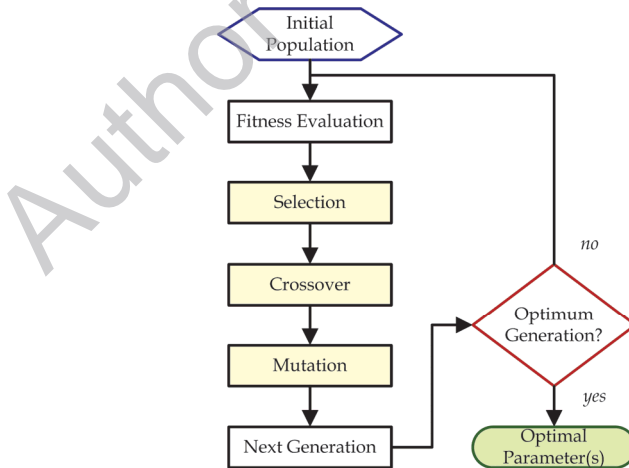 Initial
Population
Author
Fitness Evaluation
Selection
no
Crossover
Optimum
Generation?
Mutation
yes
Next Generation
Optimal
Parameter(s)